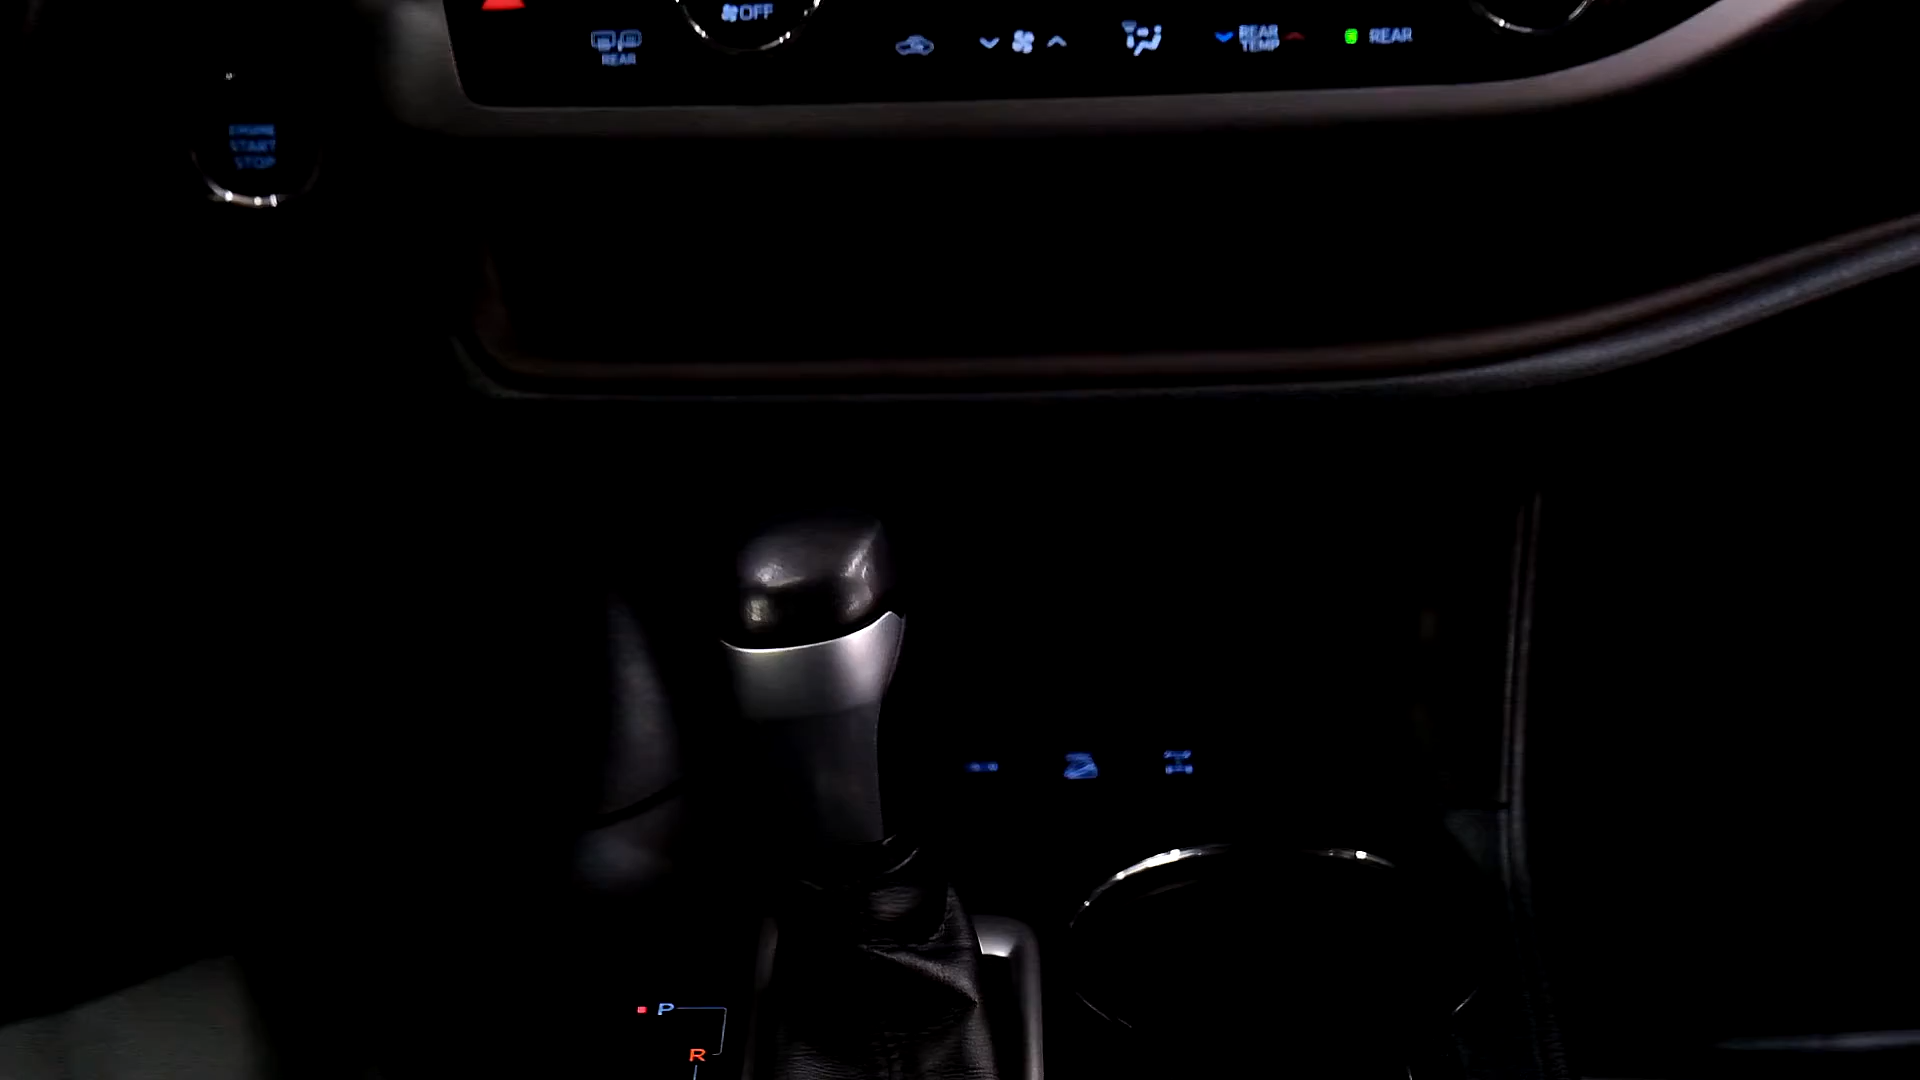 OFF
REAR
REAR
TEMP
REAR
ENGINE
START
STOP
P
R